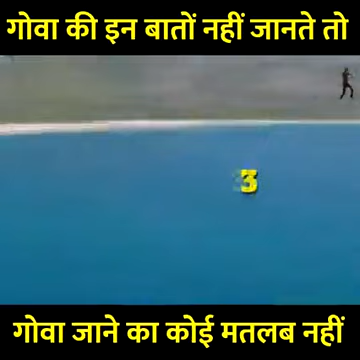 गोवा की इन बातों नहीं जानते तो
3
गोवा जाने का कोई मतलब नहीं